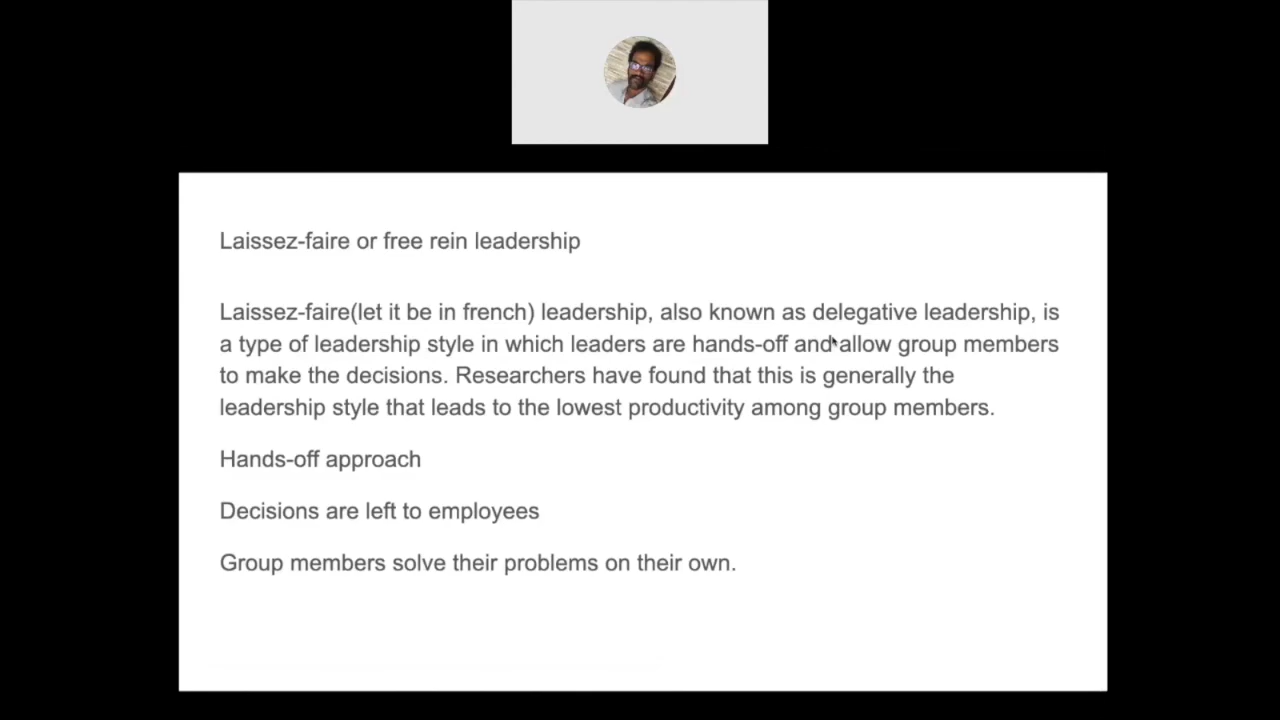 Laissez-faire or free rein leadership
Laissez-faire(let it be in french) leadership, also known as delegative leadership, is
a type of leadership style in which leaders are hands-off and allow group members
to make the decisions. Researchers have found that this is generally the
leadership style that leads to the lowest productivity among group members.
Hands-off approach
Decisions are left to employees
Group members solve their problems on their own.